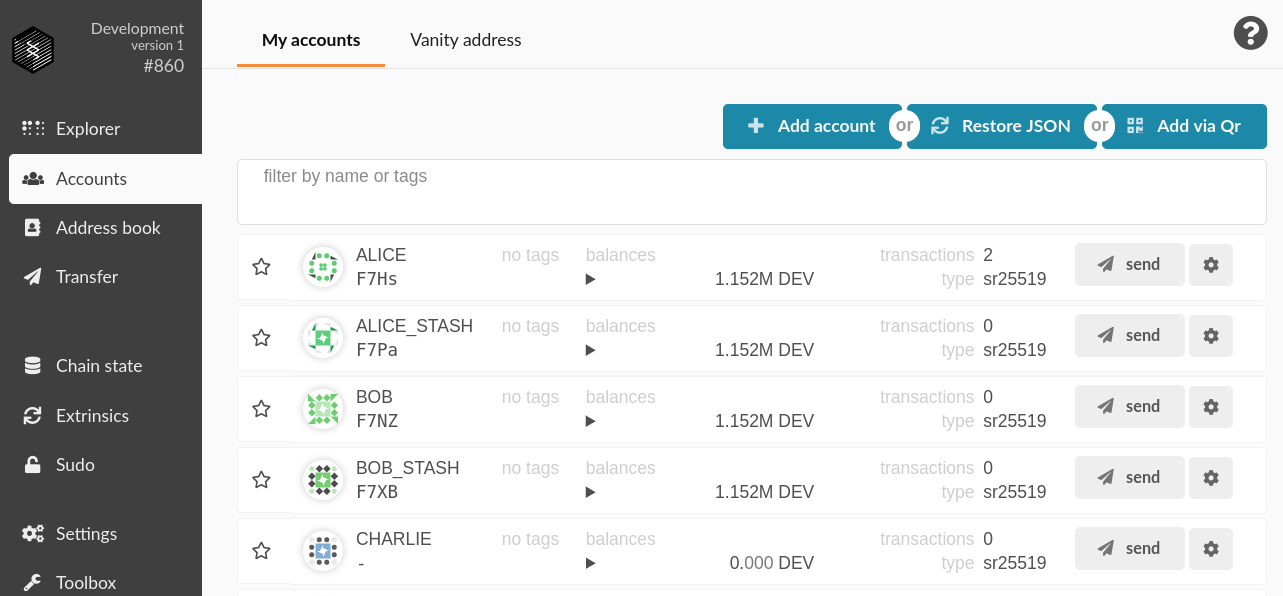 Development
version 1
#860
Explorer
Accounts
Address book
Transfer
Chain state
Extrinsics
Sudo
Settings
Toolbox
My accounts Vanity address
?
Add account or Restore JSON or Add via Qr
filter by name or tags
ALICE no tags balances transactions 2 send
F7Hs 1.152M DEV type sr25519
ALICE_STASH no tags balances transactions 0 send
F7Pa 1.152M DEV type sr25519
BOB no tags balances transactions 0 send
F7NZ 1.152M DEV type sr25519
BOB_STASH no tags balances transactions 0 send
F7XB 1.152M DEV type sr25519
CHARLIE no tags balances transactions 0 send
- 0.000 DEV type sr25519